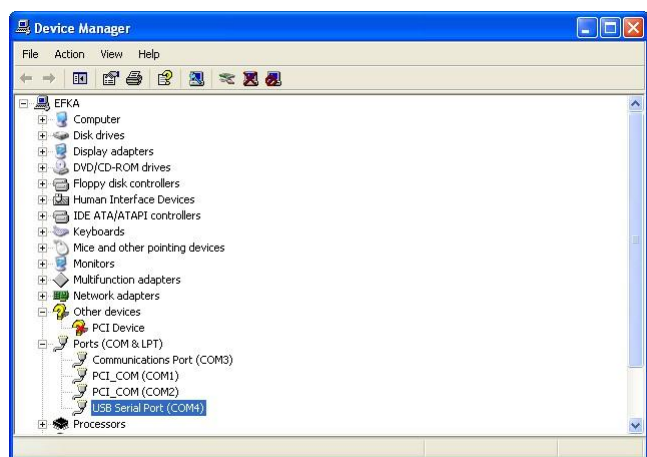 Device Manager
File Action View Help
EFKA
Computer
Disk drives
Display adapters
DVD/CD-ROM drives
Floppy disk controllers
Human Interface Devices
IDE ATA/ATAPI controllers
Keyboards
Mice and other pointing devices
Monitors
Multifunction adapters
Network adapters
Other devices
PCI Device
Ports (COM & LPT)
Communications Port (COM3)
PCI_COM (COM1)
PCI_COM (COM2)
USB Serial Port (COM4)
Processors